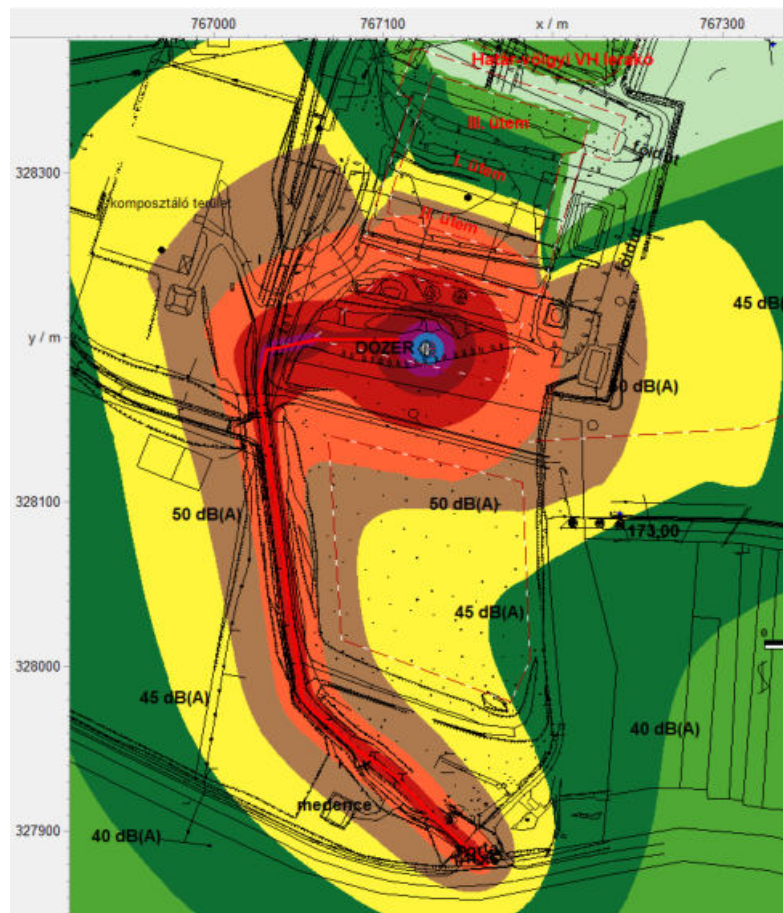 767000 767100 x / m 767300
Határ-völgyi VH lerakó
III. ütem
földút
328300
I. ütem
komposztáló terület
II. ütem
földút
45 dB(A)
y / m
DÓZER
50 dB(A)
328100
50 dB(A)
50 dB(A)
173,00
45 dB(A)
328000
45 dB(A)
40 dB(A)
medence
327900
40 dB(A)